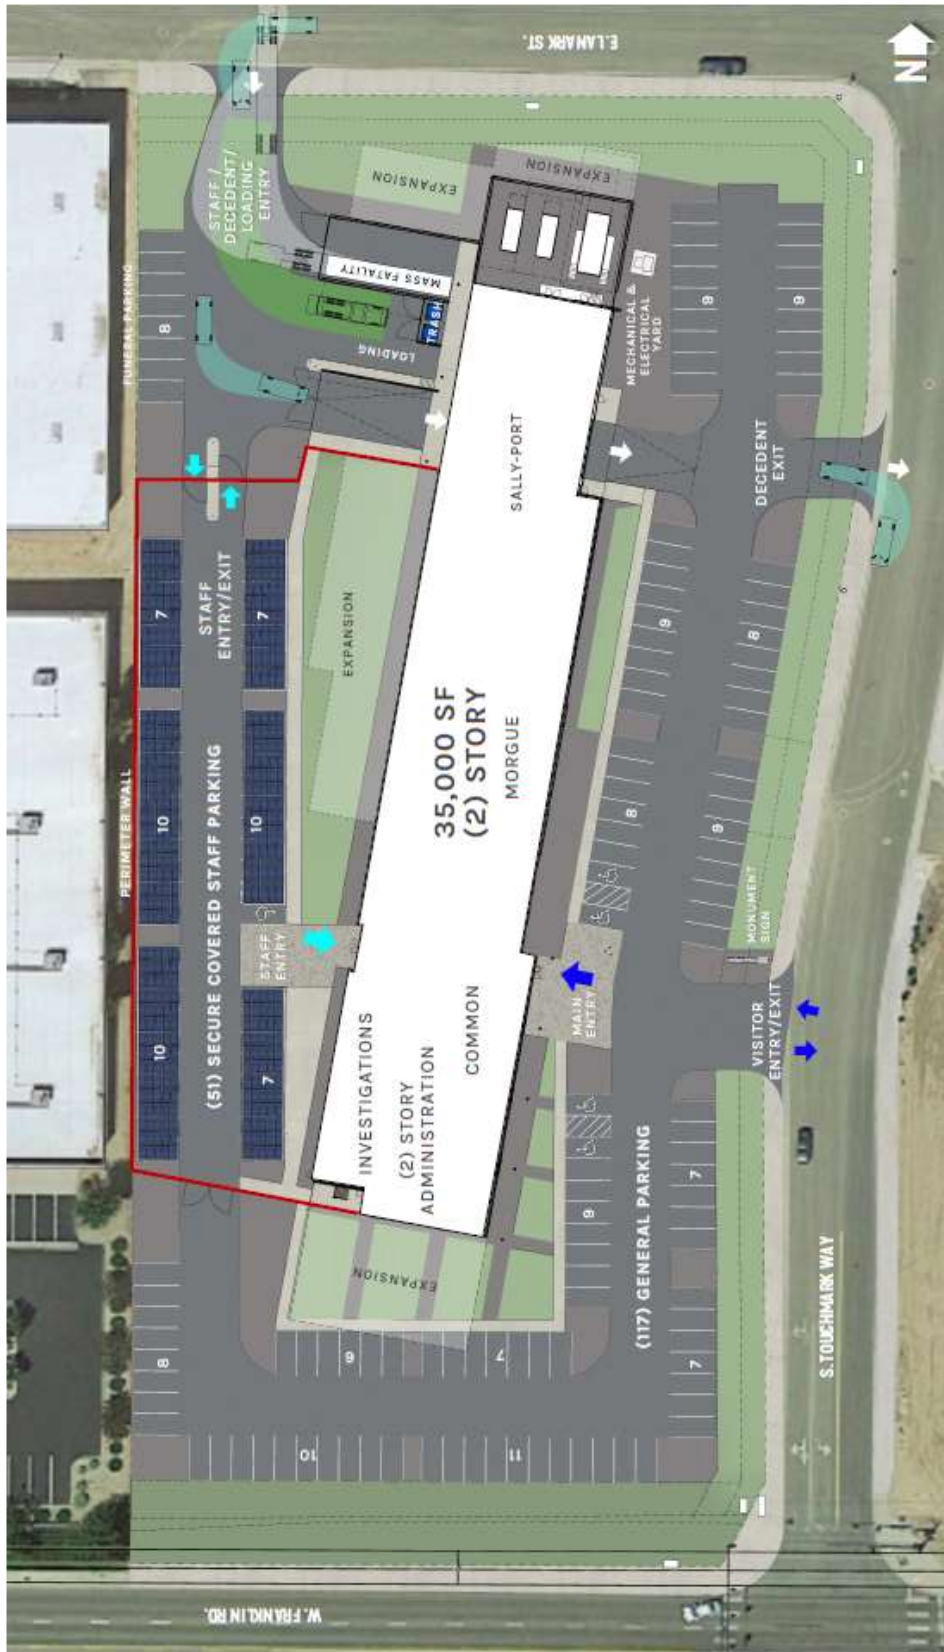 E. LANARK ST.
N
STAFF /
DECEDENT/
LOADING
ENTRY
EXPANSION
EXPANSION
FUNERAL PARKING
8
MASS FATALITY
TRASH
LOADING
MECHANICAL &
ELECTRICAL
YARD
9
9
SALLY-PORT
DECEDENT
EXIT
STAFF
ENTRY/EXIT
7
7
EXPANSION
9
8
PERIMETER WALL
10
10
(51) SECURE COVERED STAFF PARKING
35,000 SF
(2) STORY
MORGUE
8
9
MONUMENT
SIGN
STAFF
ENTRY
MAIN
ENTRY
VISITOR
ENTRY/EXIT
10
7
INVESTIGATIONS
(2) STORY
ADMINISTRATION
COMMON
9
7
(117) GENERAL PARKING
EXPANSION
8
6
7
7
S.TOUCHMARK WAY
10
11
W. FRANKLIN RD.